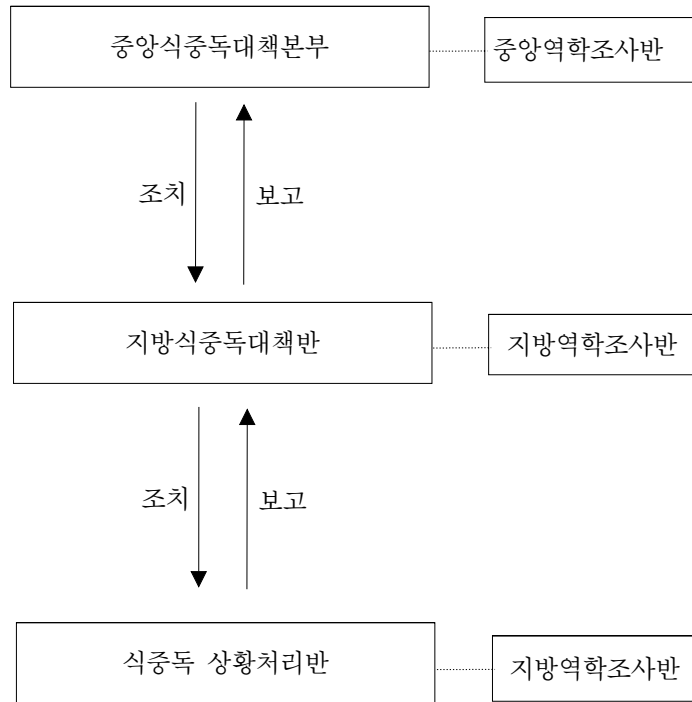 중앙식중독대책본부
중앙역학조사반
조치
보고
지방식중독대책반
지방역학조사반
조치
보고
식중독 상황처리반
지방역학조사반